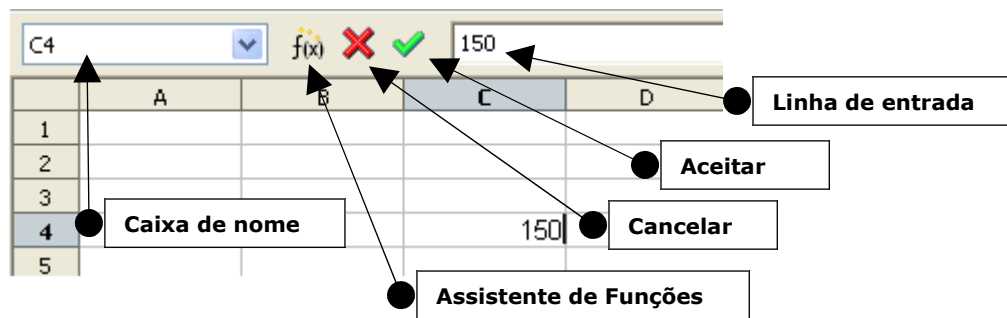 C4 f(x) 150
A B C D
Linha de entrada
1
2
Aceitar
3
4 Caixa de nome 150 Cancelar
5
Assistente de Funções